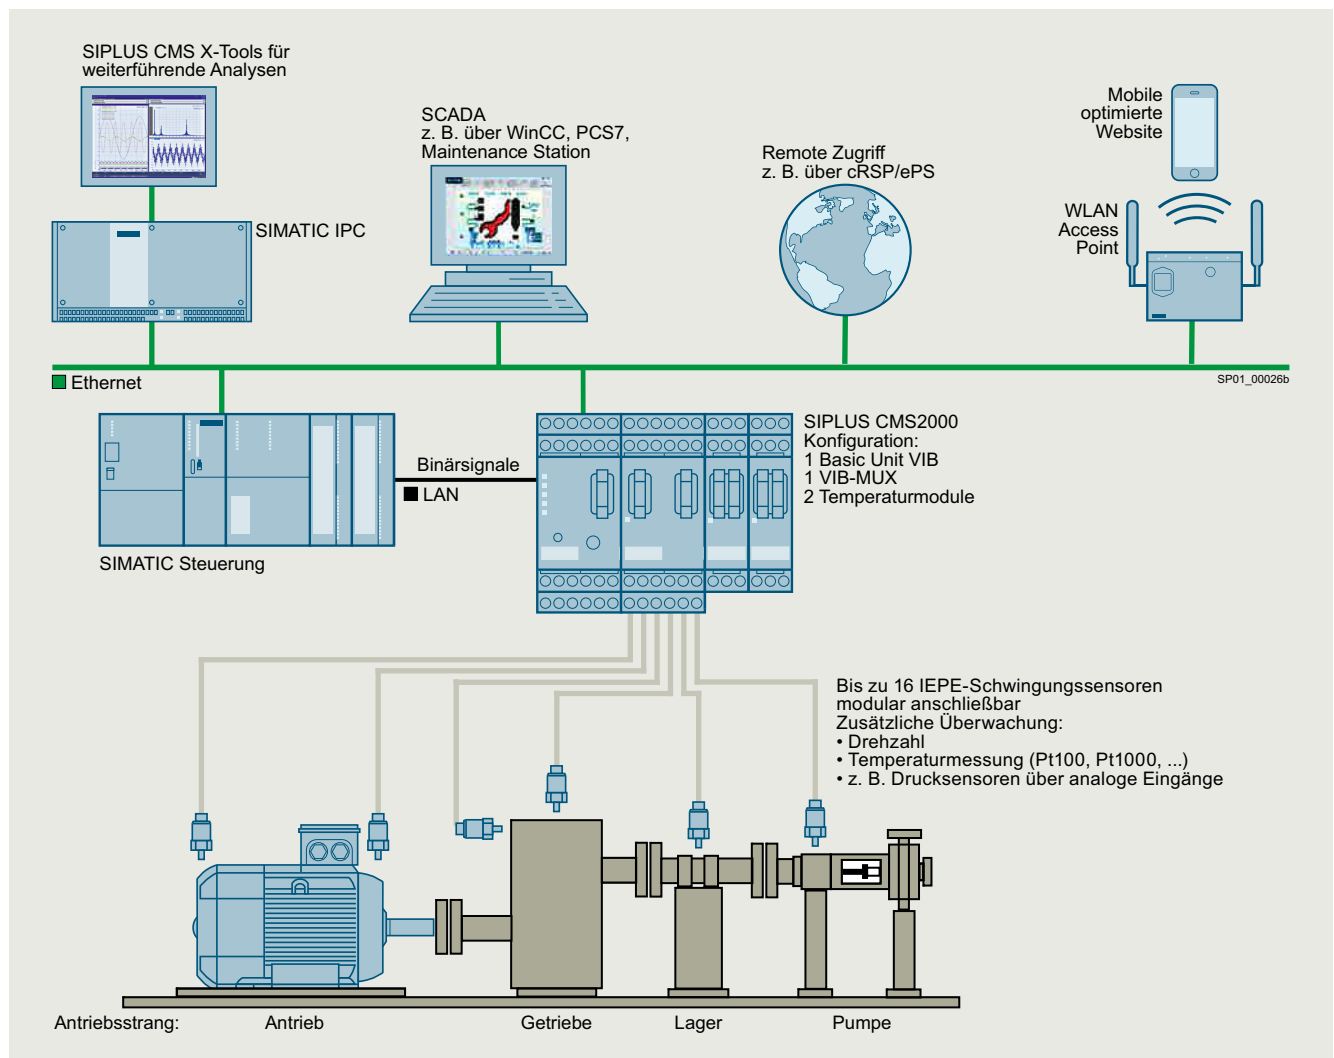 SIPLUS CMS X-Tools für
weiterführende Analysen
SIMATIC IPC
SCADA
z. B. über WinCC, PCS7,
Maintenance Station
Remote Zugriff
z. B. über cRSP/ePS
Mobile
optimierte
Website
WLAN
Access
Point
Ethernet
SP01_00026b
Binärsignale
LAN
SIMATIC Steuerung
SIPLUS CMS2000
Konfiguration:
1 Basic Unit VIB
1 VIB-MUX
2 Temperaturmodule
Bis zu 16 IEPE-Schwingungssensoren
modular anschließbar
Zusätzliche Überwachung:
• Drehzahl
• Temperaturmessung (Pt100, Pt1000, ...)
• z. B. Drucksensoren über analoge Eingänge
Antriebsstrang:
Antrieb
Getriebe
Lager
Pumpe